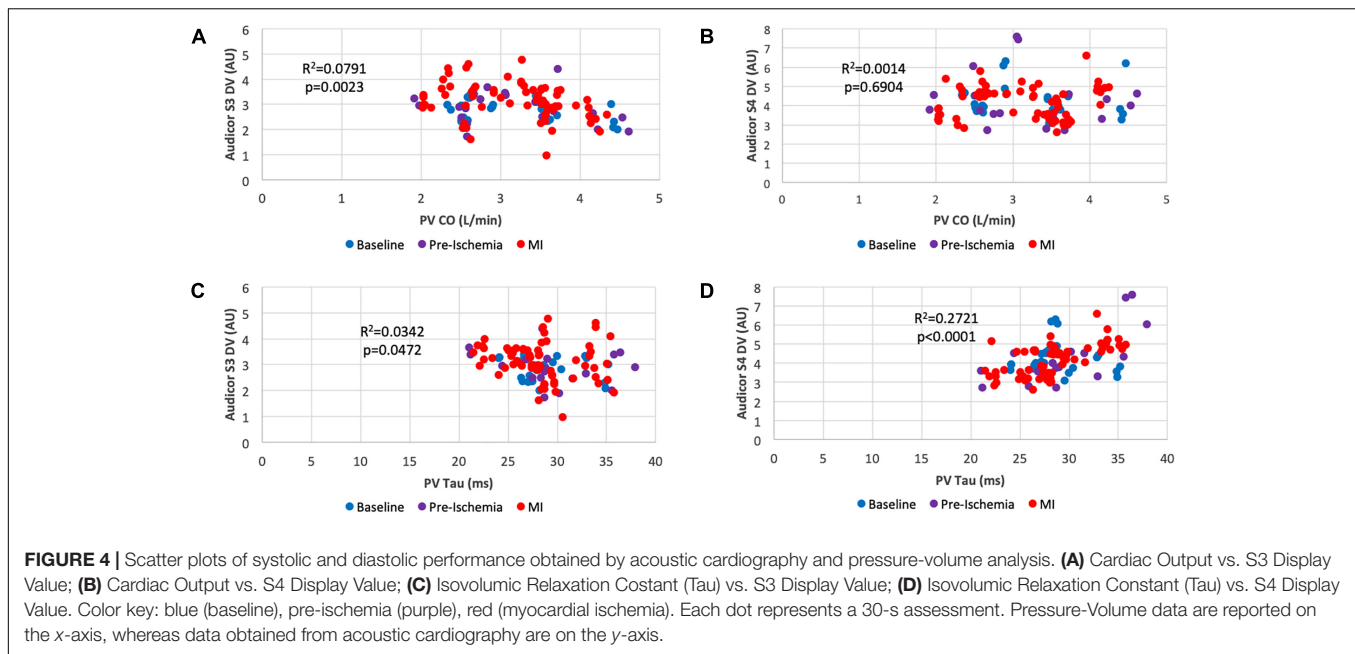 A
Audicor S3 DV (AU)
6
5
4
3
2
1
0
R²=0.0791
p=0.0023
0 1 2 3 4 5
PV CO (L/min)
Baseline Pre-Ischemia MI
B
Audicor S4 DV (AU)
8
7
6
5
4
3
2
1
0
R²=0.0014
p=0.6904
0 1 2 3 4 5
PV CO (L/min)
Baseline Pre-Ischemia MI
C
Audicor S3 DV (AU)
6
5
4
3
2
1
0
R²=0.0342
p=0.0472
0 5 10 15 20 25 30 35 40
PV Tau (ms)
Baseline Pre-Ischemia MI
D
Audicor S4 DV (AU)
8
7
6
5
4
3
2
1
0
R²=0.2721
p<0.0001
0 5 10 15 20 25 30 35 40
PV Tau (ms)
Baseline Pre-Ischemia MI
FIGURE 4 | Scatter plots of systolic and diastolic performance obtained by acoustic cardiography and pressure-volume analysis. (A) Cardiac Output vs. S3 Display
Value; (B) Cardiac Output vs. S4 Display Value; (C) Isovolumic Relaxation Costant (Tau) vs. S3 Display Value; (D) Isovolumic Relaxation Constant (Tau) vs. S4 Display
Value. Color key: blue (baseline), pre-ischemia (purple), red (myocardial ischemia). Each dot represents a 30-s assessment. Pressure-Volume data are reported on
the x-axis, whereas data obtained from acoustic cardiography are on the y-axis.